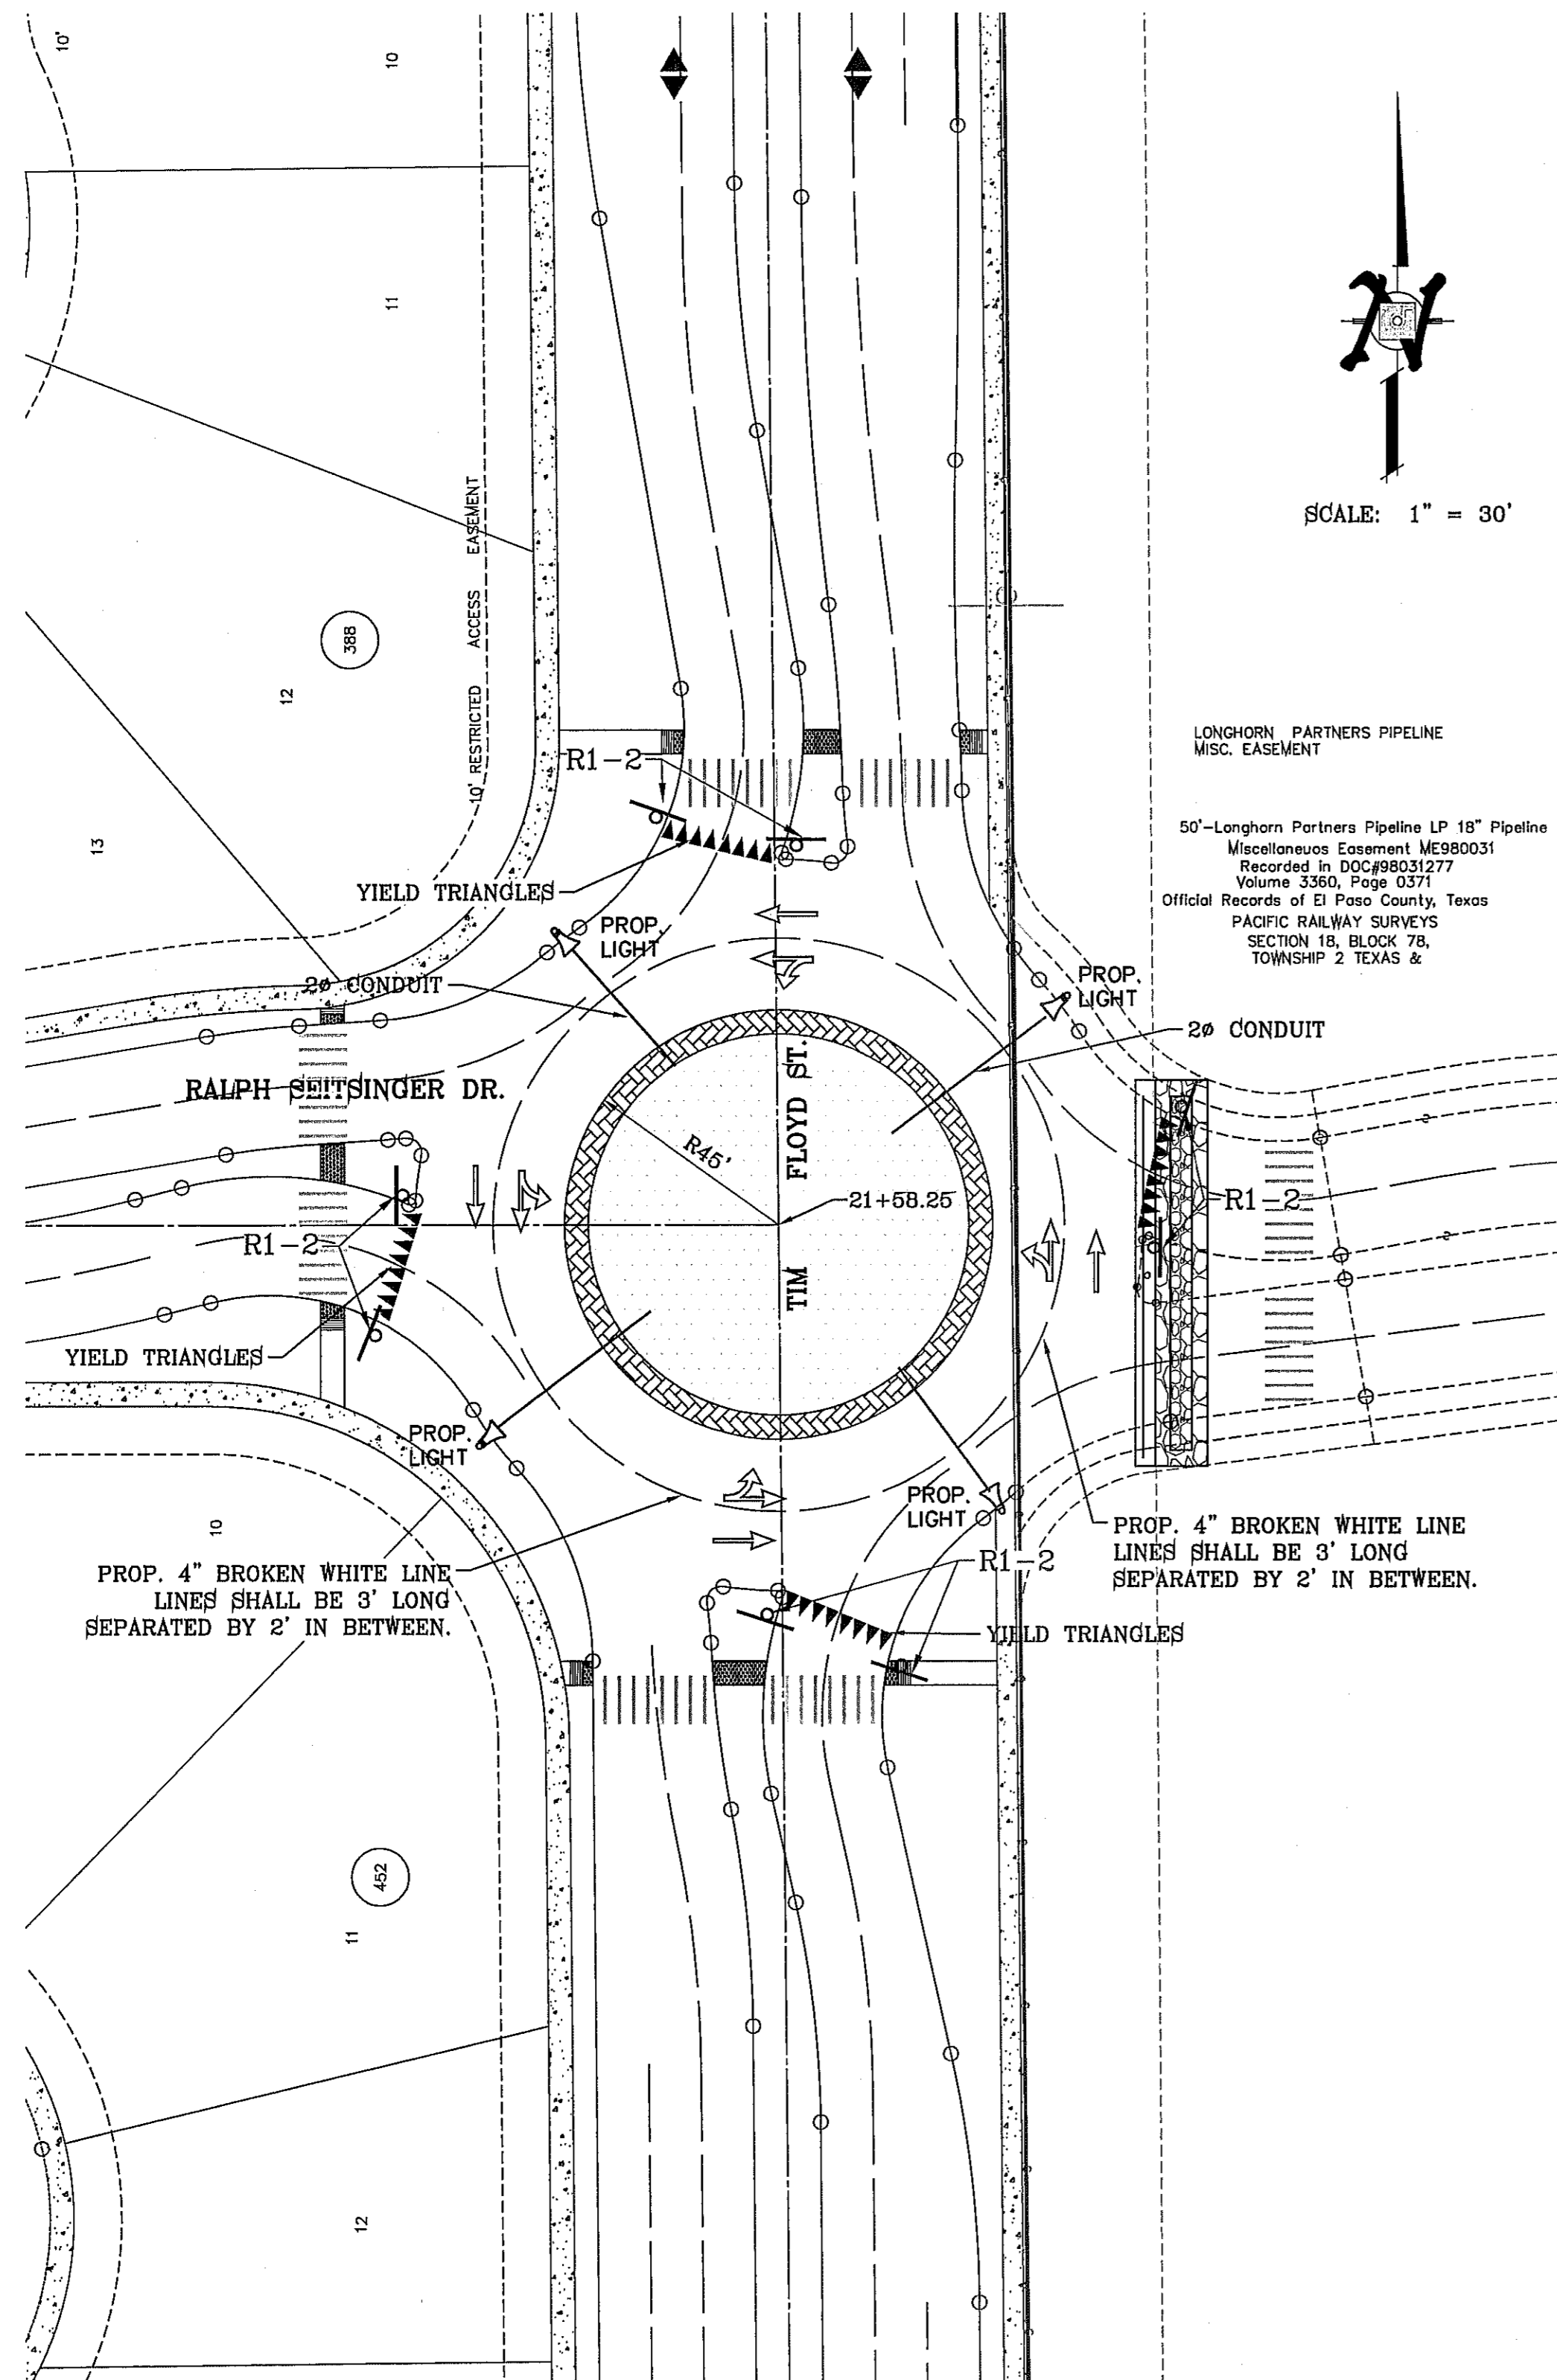 10'
10
11
388
12
13
10' RESTRICTED ACCESS EASEMENT
N
SCALE: 1" = 30'
R1-2
YIELD TRIANGLES
PROP.
LIGHT
2ø CONDUIT
LONGHORN PARTNERS PIPELINE
MISC. EASEMENT
50'-Longhorn Partners Pipeline LP 18" Pipeline
Miscellaneuos Easement ME980031
Recorded in DOC#98031277
Volume 3360, Page 0371
Official Records of El Paso County, Texas
PACIFIC RAILWAY SURVEYS
SECTION 18, BLOCK 78,
TOWNSHIP 2 TEXAS &
PROP.
LIGHT
2ø CONDUIT
RALPH SEITSINGER DR.
R45'
TIM FLOYD ST.
21+58.25
R1-2
R1-2
YIELD TRIANGLES
PROP.
LIGHT
PROP.
LIGHT
10
PROP. 4" BROKEN WHITE LINE
LINES SHALL BE 3' LONG
SEPARATED BY 2' IN BETWEEN.
PROP. 4" BROKEN WHITE LINE
LINES SHALL BE 3' LONG
SEPARATED BY 2' IN BETWEEN.
R1-2
YIELD TRIANGLES
452
11
12